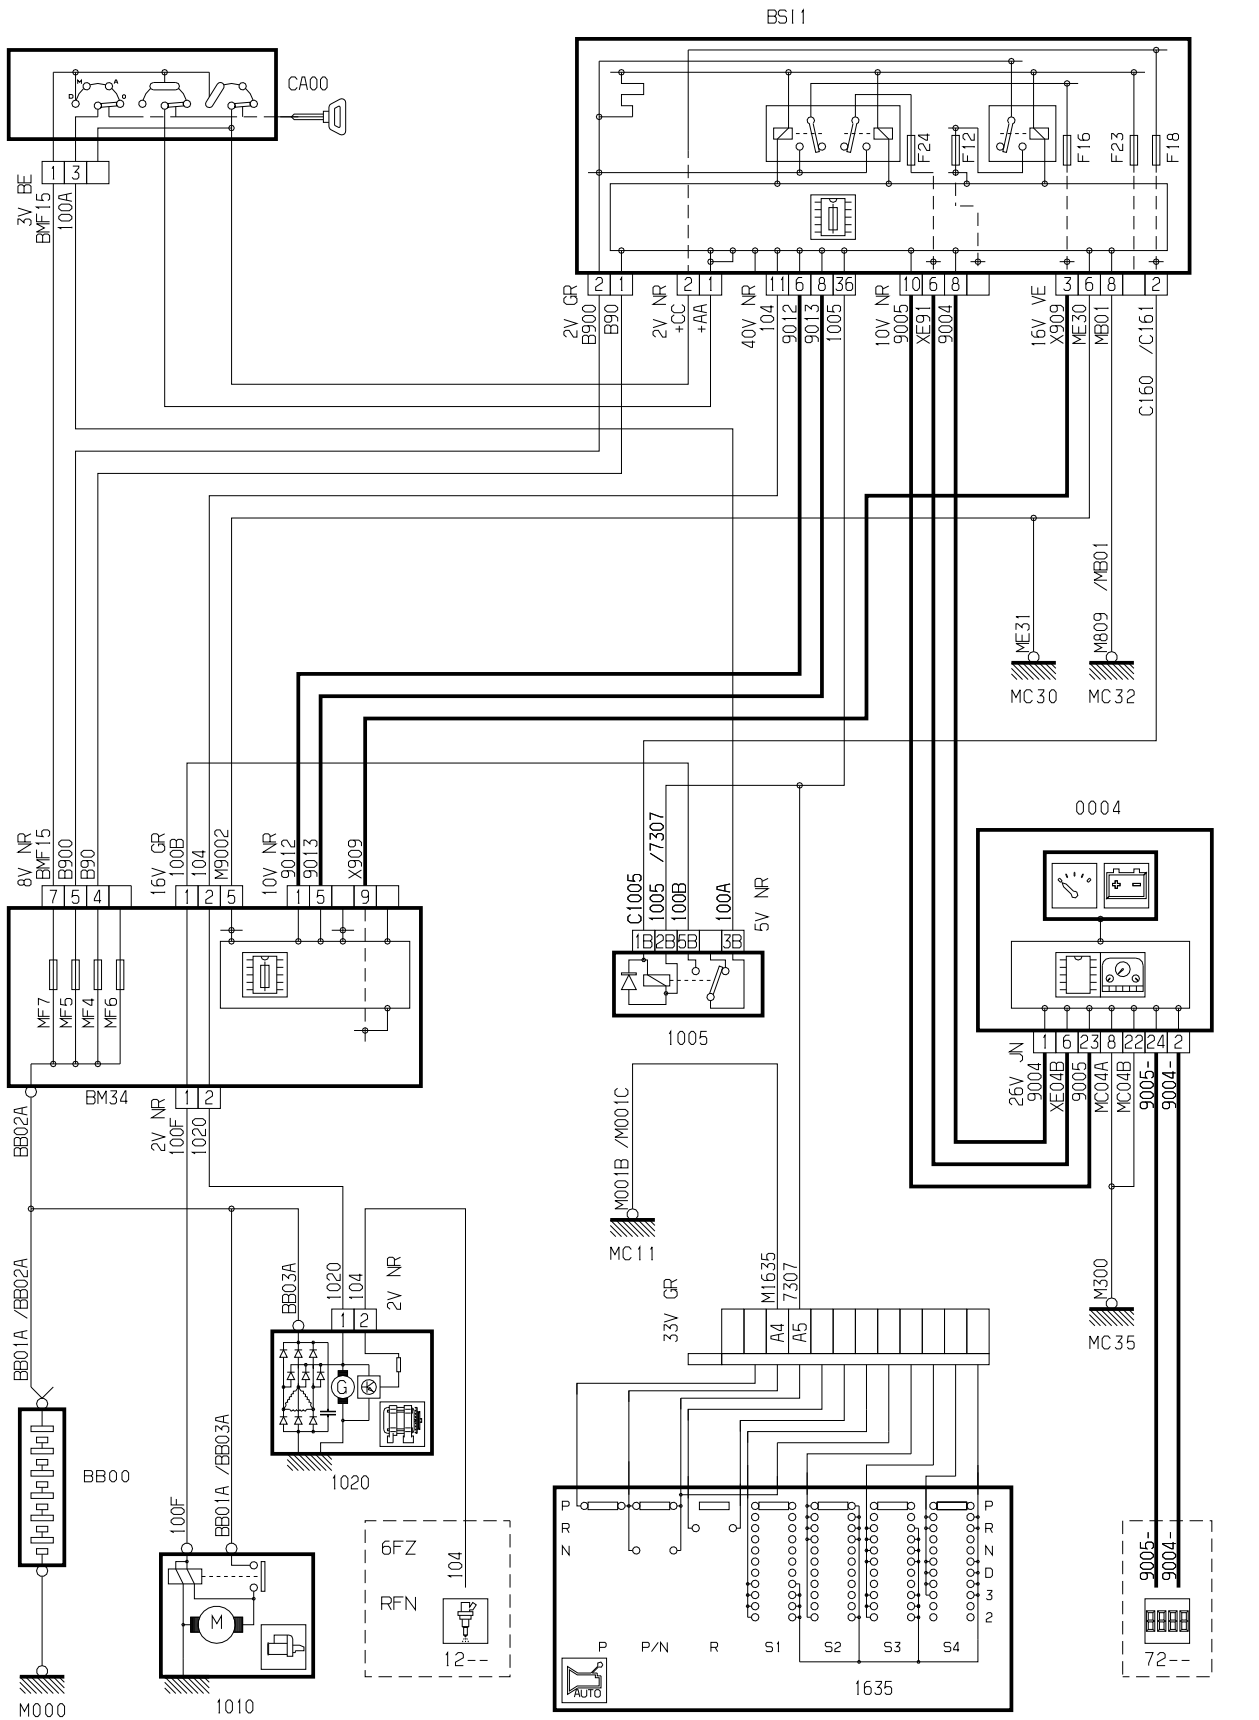 BSI1
CA00
M A
D O
1 3
3V BE
BMF15
100A
F24
F12
F16
F23
F18
2 1
2 1
11 6 8 36
10 6 8
3 6 8 2
2V GR
B900
B90
2V NR
+CC
+AA
40V NR
104
9012
9013
1005
10V NR
9005
XE91
9004
16V VE
X909
ME30
MB01
C160 /C161
ME31
M809 /MB01
MC30
MC32
0004
8V NR
BMF15
B900
B90
16V GR
100B
104
M9002
10V NR
9012
9013
X909
7 5 4
1 2 5
1 5 9
MF7
MF5
MF4
MF6
BM34
C1005
1005 /7307
100B
100A
5V NR
1B 2B 5B 3B
1005
+ -
1 6 23 8 22 24 2
26V JN
9004
XE04B
9005
MC04A
MC04B
9005-
9004-
BB02A
1 2
2V NR
100F
1020
M001B /M001C
MC11
M300
MC35
BB01A /BB02A
BB03A
1020
104
2V NR
1 2
G
1020
33V GR
M1635
7307
A4 A5
BB00
100F
BB01A /BB03A
M
1010
M000
6FZ
RFN
104
12--
P
R
N
P
R
N
D
3
2
P P/N R S1 S2 S3 S4
AUTO
1635
9005-
9004-
72--